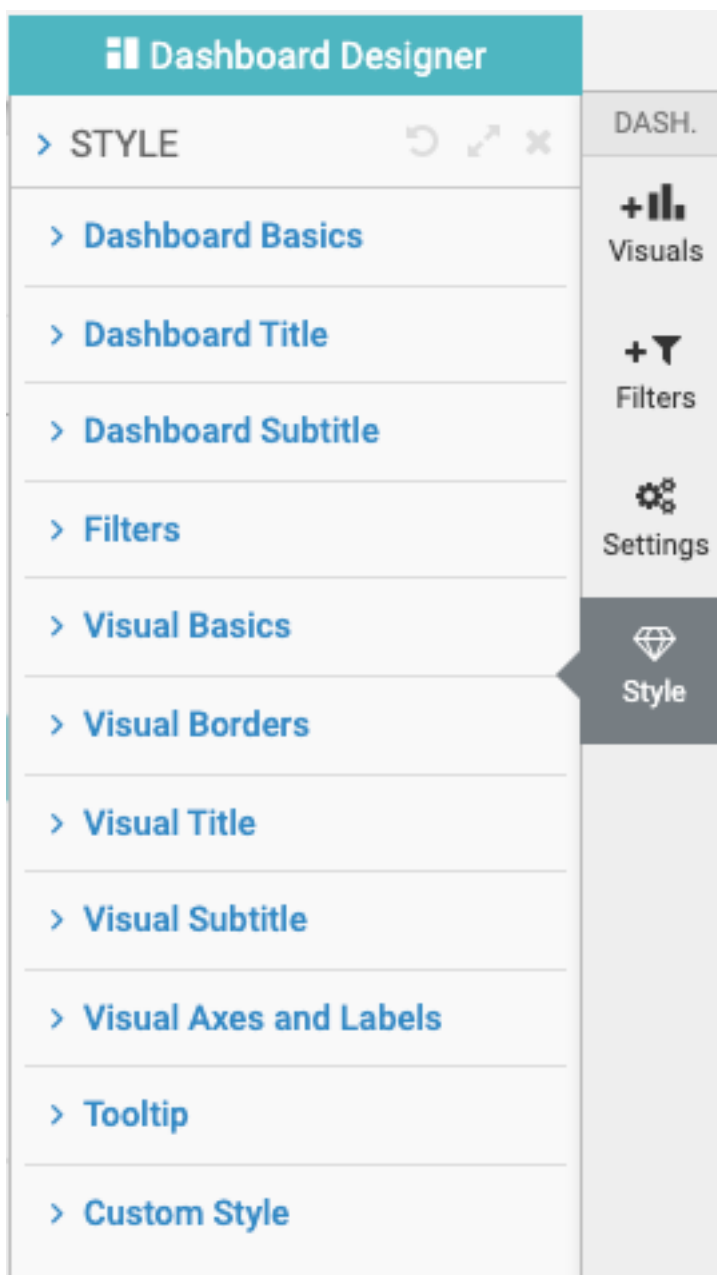 Dashboard Designer
STYLE
Dashboard Basics
Dashboard Title
Dashboard Subtitle
Filters
Visual Basics
Visual Borders
Visual Title
Visual Subtitle
Visual Axes and Labels
Tooltip
Custom Style
DASH.
Visuals
Filters
Settings
Style